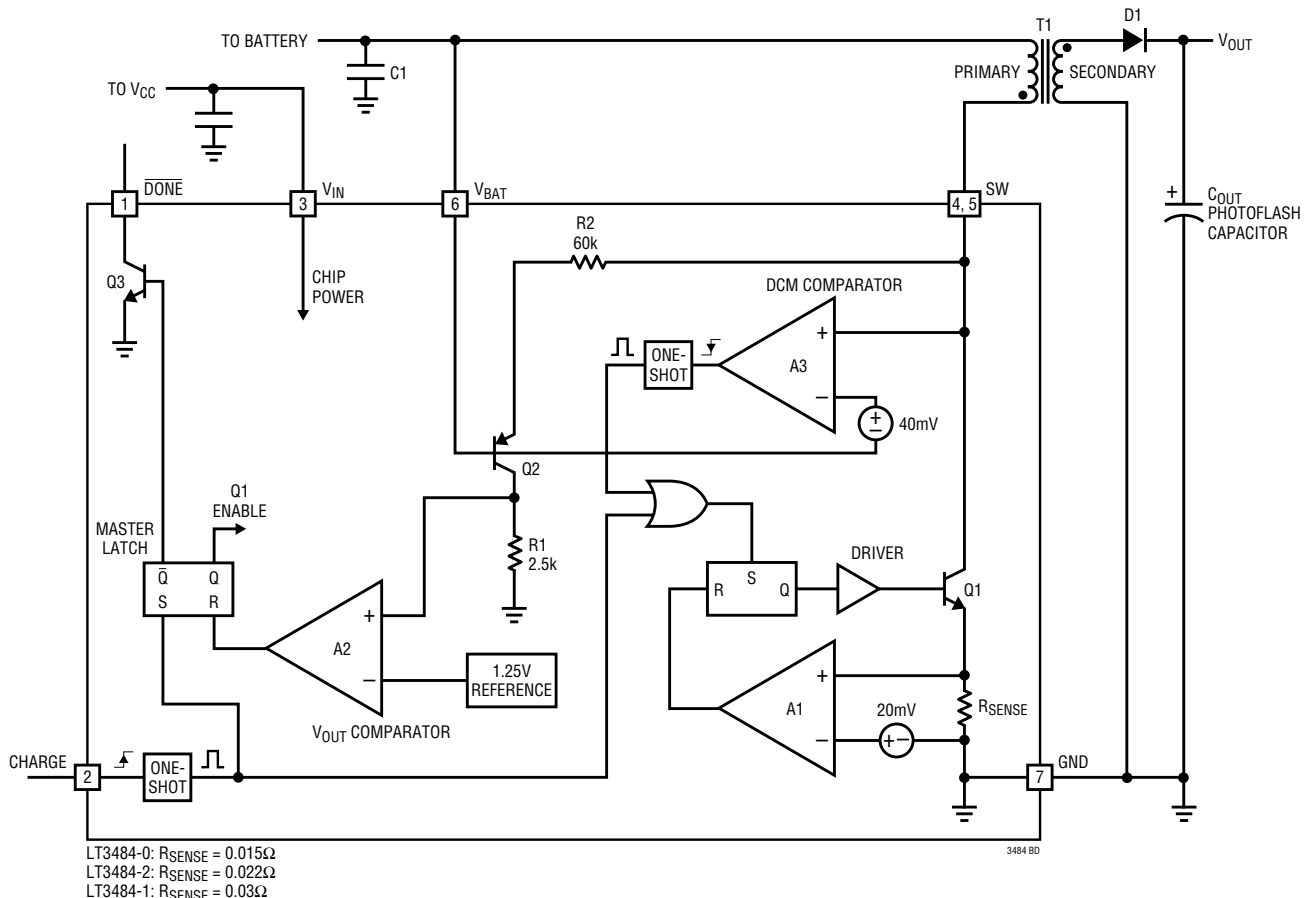 T1
D1
TO BATTERY
VOUT
C1
PRIMARY
SECONDARY
TO VCC
DONE
VIN
VBAT
SW
1
3
6
4, 5
+
COUT
PHOTOFLASH
CAPACITOR
R2
60k
Q3
CHIP
POWER
DCM COMPARATOR
ONE-
SHOT
+
A3
–
+
–
40mV
Q2
Q1
ENABLE
MASTER
LATCH
R1
2.5k
DRIVER
Q̄ Q
S R
R S Q
Q1
+
A2
–
1.25V
REFERENCE
VOUT COMPARATOR
+
A1
–
20mV
+ –
RSENSE
CHARGE
2
ONE-
SHOT
7
GND
LT3484-0: RSENSE = 0.015Ω
3484 BD
LT3484-2: RSENSE = 0.022Ω
LT3484-1: RSENSE = 0.03Ω